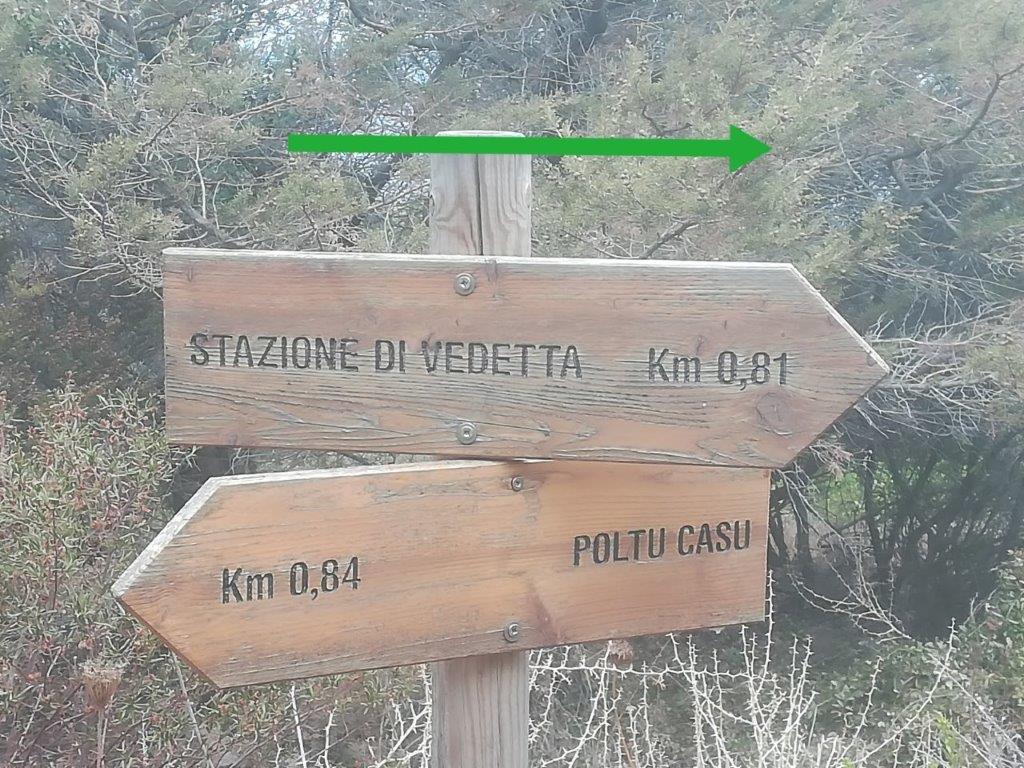 STAZIONE DI VEDETTA Km 0,81
Km 0,84 POLTU CASU